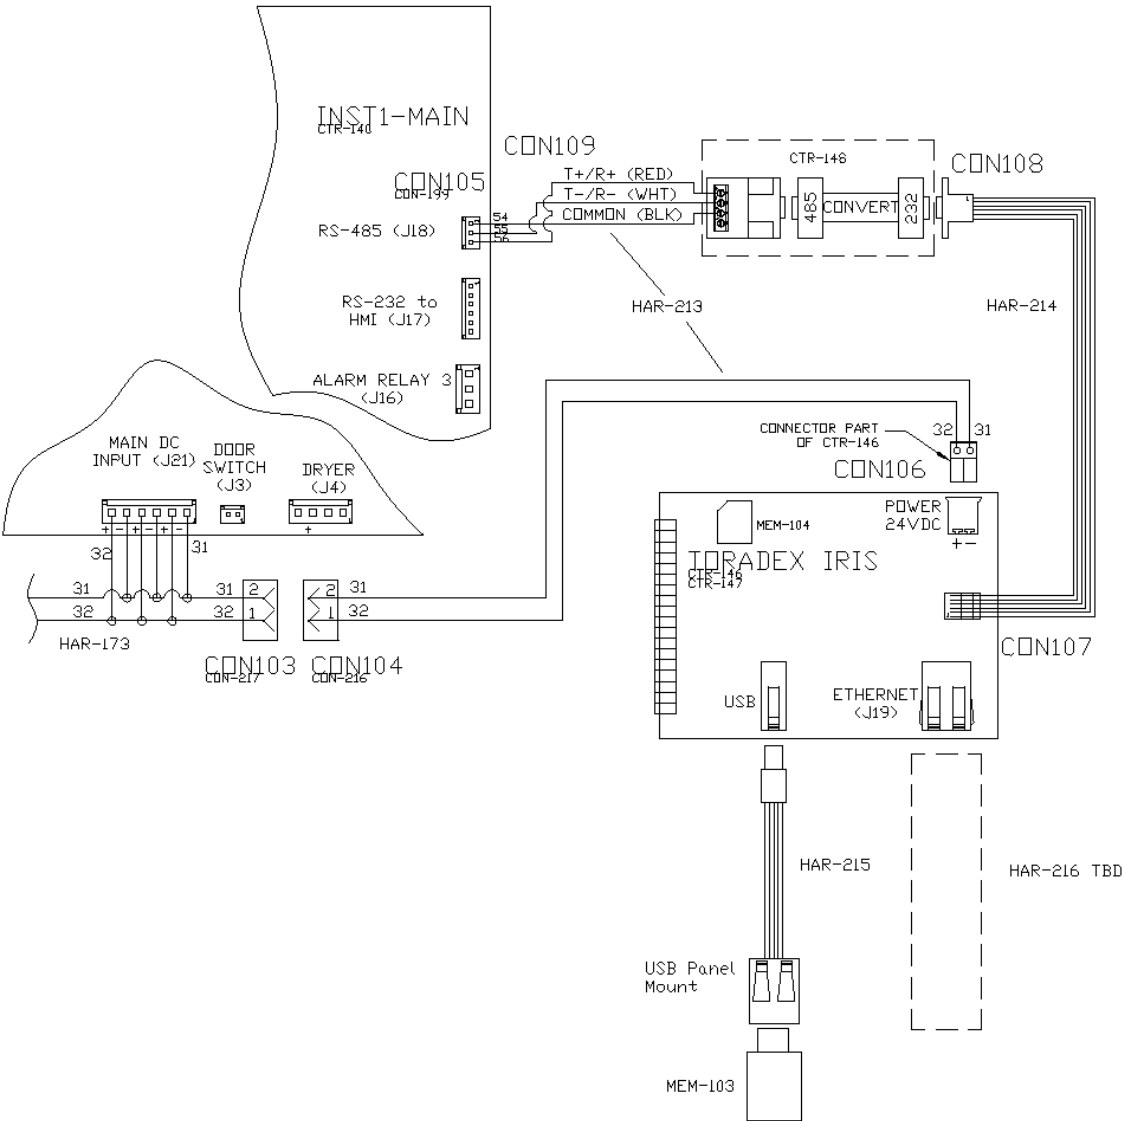 INST1-MAIN
CTR-140
CON109
CON105
CON-199
T+/R+ (RED)
T-/R- (WHT)
COMMON (BLK)
54
55
56
RS-485 (J18)
CTR-148
485
CONVERT
232
CON108
RS-232 to
HMI (J17)
HAR-213
HAR-214
ALARM RELAY 3
(J16)
MAIN DC
INPUT (J21)
DOOR
SWITCH
(J3)
DRYER
(J4)
+ - + - + -
+
32
31
CONNECTOR PART
OF CTR-146
32
31
CON106
POWER
24VDC
+ -
MEM-104
TORADEX IRIS
CTR-146
CTR-147
31
31
2
2
31
32
32
1
1
32
HAR-173
CON103
CON-217
CON104
CON-216
CON107
USB
ETHERNET
(J19)
HAR-215
HAR-216 TBD
USB Panel
Mount
MEM-103